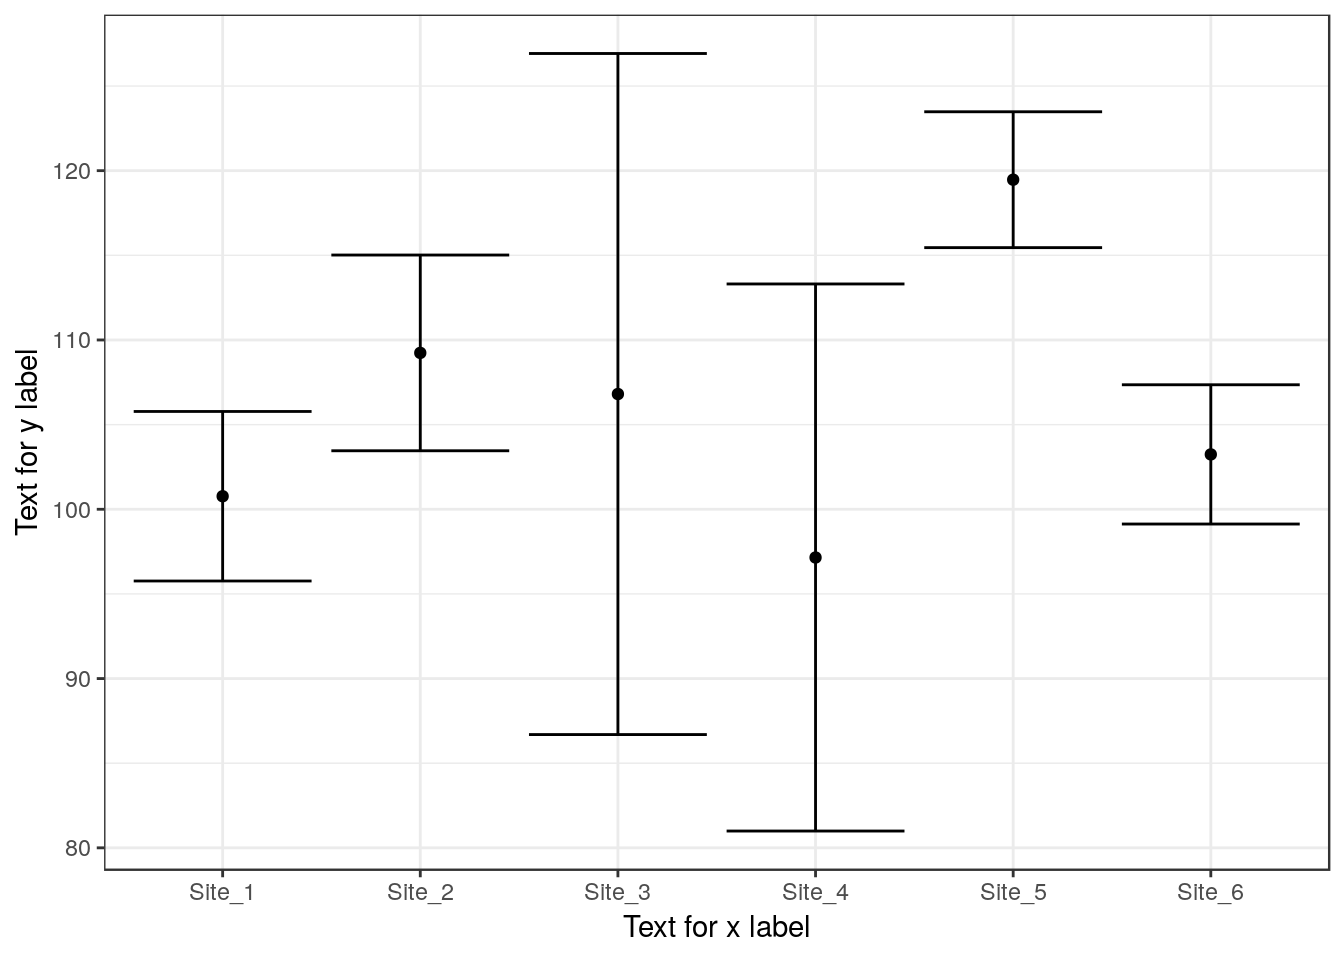 Text for y label
120
110
100
90
80
Site_1
Site_2
Site_3
Site_4
Site_5
Site_6
Text for x label